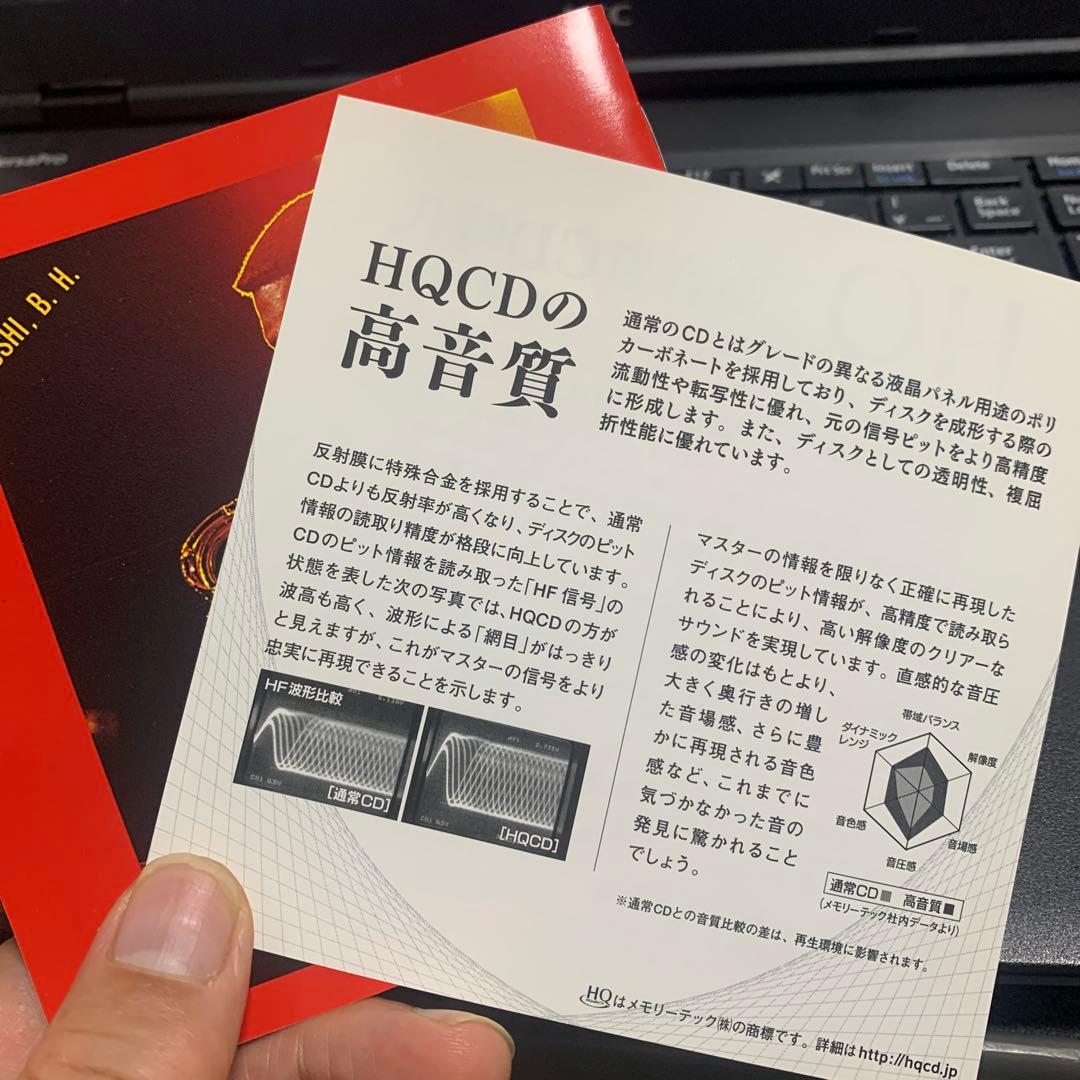 VersaPro
SHI, B. H.
Prt Scr
Insert
Delete
Back
Space
Enter
HQCDの
高音質
通常のCDとはグレードの異なる液晶パネル用途のポリ
カーボネートを採用しており、ディスクを成形する際の
流動性や転写性に優れ、元の信号ピットをより高精度
に形成します。また、ディスクとしての透明性、複屈
折性能に優れています。
反射膜に特殊合金を採用することで、通常
CDよりも反射率が高くなり、ディスクのピット
情報の読取り精度が格段に向上しています。
CDのピット情報を読み取った「HF信号」の
状態を表した次の写真では、HQCDの方が
波高も高く、波形による「網目」がはっきり
と見えますが、これがマスターの信号をより
忠実に再現できることを示します。
HF波形比較
[通常CD]
[HQCD]
マスターの情報を限りなく正確に再現した
ディスクのピット情報が、高精度で読み取ら
れることにより、高い解像度のクリアーな
サウンドを実現しています。直感的な音圧
感の変化はもとより、
大きく奥行きの増し
た音場感、さらに豊
かに再現される音色
感など、これまでに
気づかなかった音の
発見に驚かれること
でしょう。
帯域バランス
ダイナミック
レンジ
解像度
音色感
音場感
音圧感
通常CD■ 高音質■
(メモリーテック社内データより)
※通常CDとの音質比較の差は、再生環境に影響されます。
HQはメモリーテック㈱の商標です。詳細はhttp://hqcd.jp